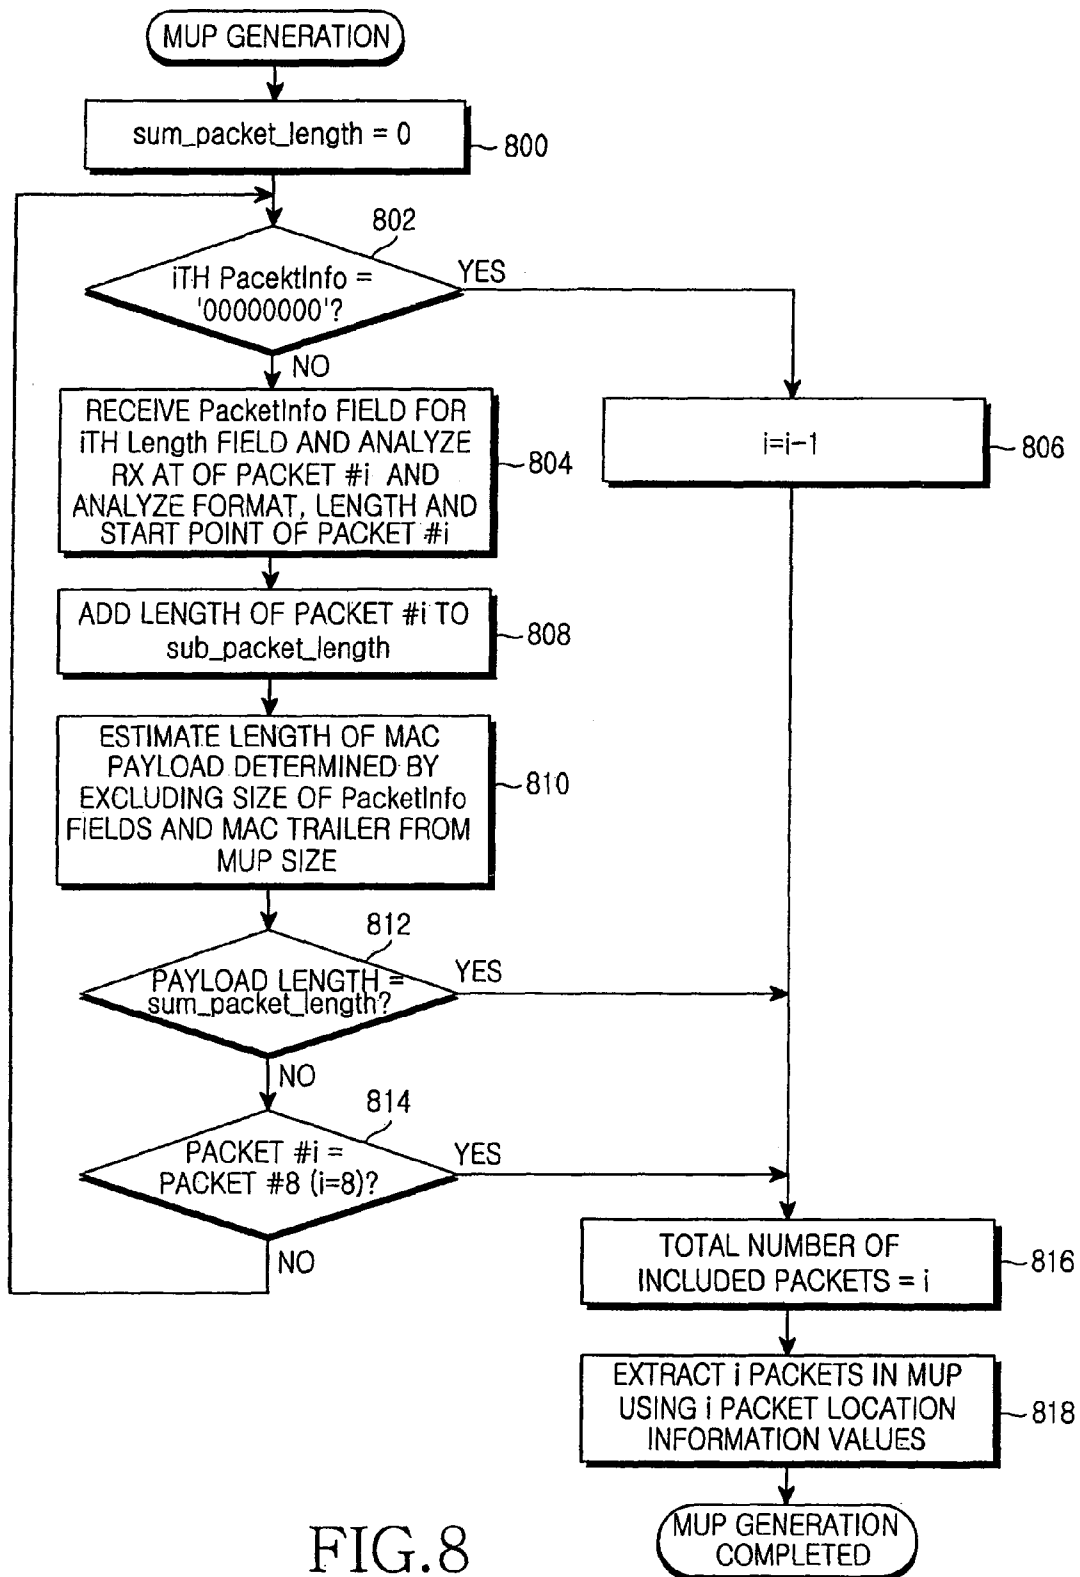 MUP GENERATION
sum_packet_length = 0
800
802
iTH PacektInfo =
'00000000'?
YES
NO
RECEIVE PacketInfo FIELD FOR
iTH Length FIELD AND ANALYZE
RX AT OF PACKET #i AND
ANALYZE FORMAT, LENGTH AND
START POINT OF PACKET #i
804
i=i-1
806
ADD LENGTH OF PACKET #i TO
sub_packet_length
808
ESTIMATE LENGTH OF MAC
PAYLOAD DETERMINED BY
EXCLUDING SIZE OF PacketInfo
FIELDS AND MAC TRAILER FROM
MUP SIZE
810
812
PAYLOAD LENGTH =
sum_packet_length?
YES
NO
814
PACKET #i =
PACKET #8 (i=8)?
YES
NO
TOTAL NUMBER OF
INCLUDED PACKETS = i
816
EXTRACT i PACKETS IN MUP
USING i PACKET LOCATION
INFORMATION VALUES
818
MUP GENERATION
COMPLETED
FIG.8